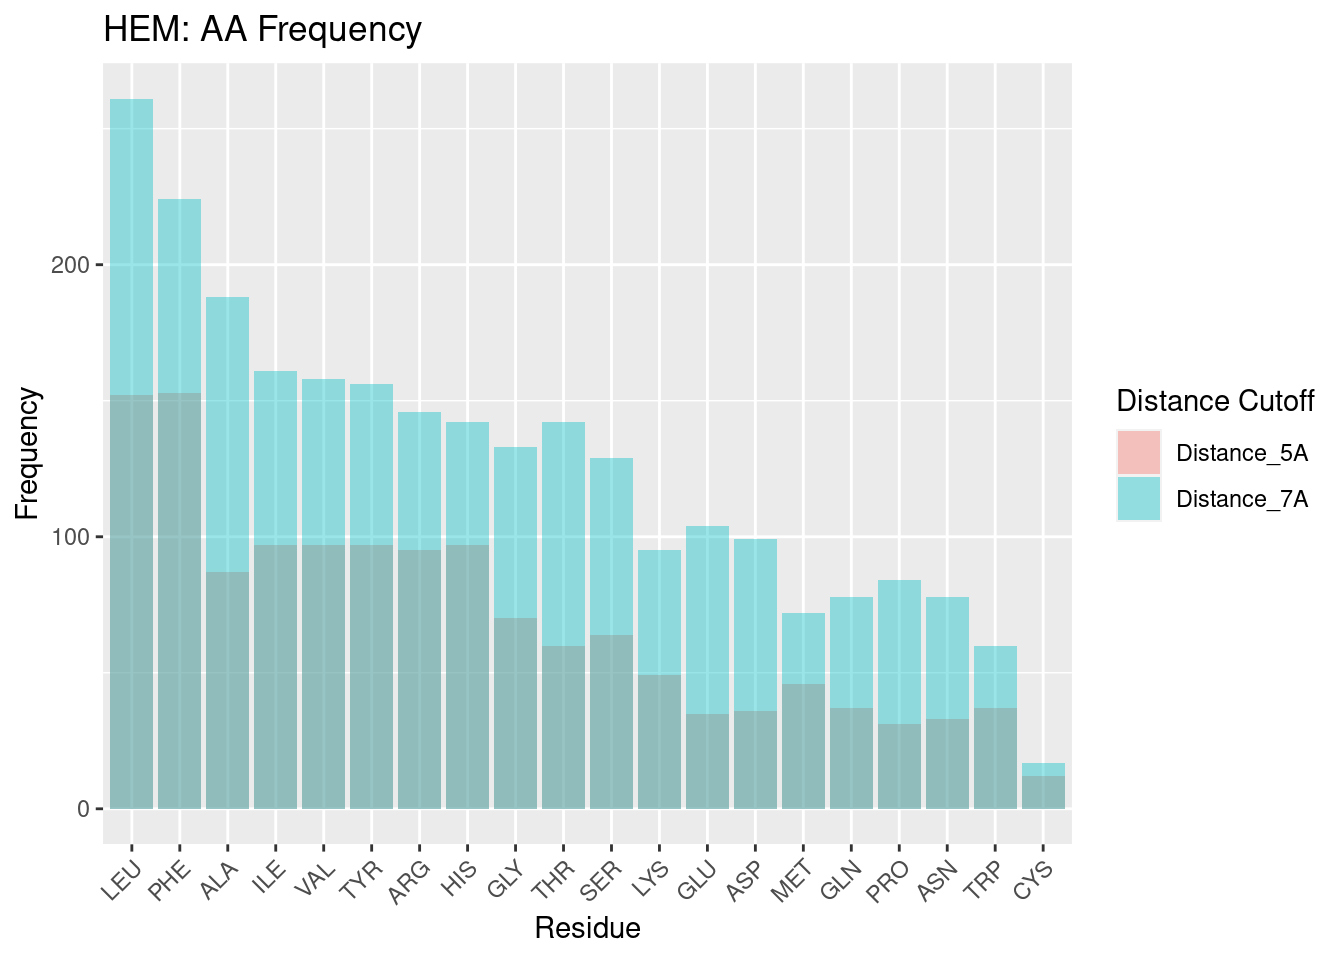 HEM: AA Frequency
Frequency
200
100
0
LEU PHE ALA ILE VAL TYR ARG HIS GLY THR SER LYS GLU ASP MET GLN PRO ASN TRP CYS
Residue
Distance Cutoff
Distance_5A
Distance_7A